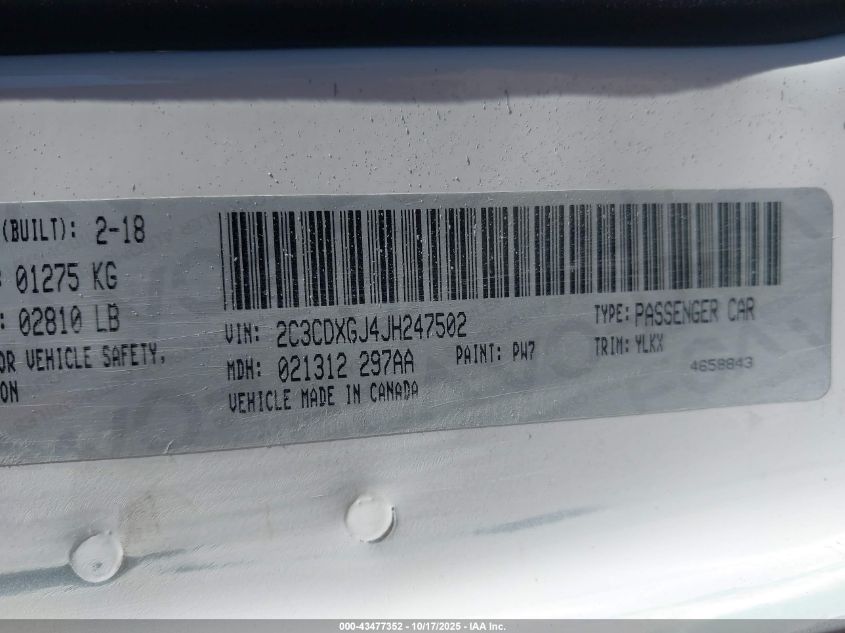 (BUILT): 2-18
01275 KG
: 02810 LB
OR VEHICLE SAFETY,
ON
VIN: 2C3CDXGJ4JH247502
TYPE: PASSENGER CAR
MDH: 021312 297AA
PAINT: PW7
TRIM: YLKX
VEHICLE MADE IN CANADA
4658843
000-43477352 - 10/17/2025 - IAA Inc.